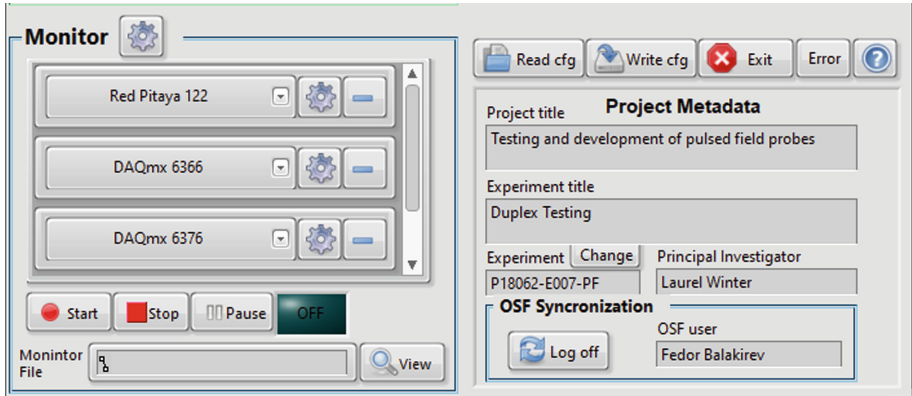 Monitor
Red Pitaya 122
DAQmx 6366
DAQmx 6376
Start
Stop
Pause
OFF
Monintor
File
View
Read cfg
Write cfg
Exit
Error
?
Project title
Project Metadata
Testing and development of pulsed field probes
Experiment title
Duplex Testing
Experiment
Change
Principal Investigator
P18062-E007-PF
Laurel Winter
OSF Syncronization
Log off
OSF user
Fedor Balakirev